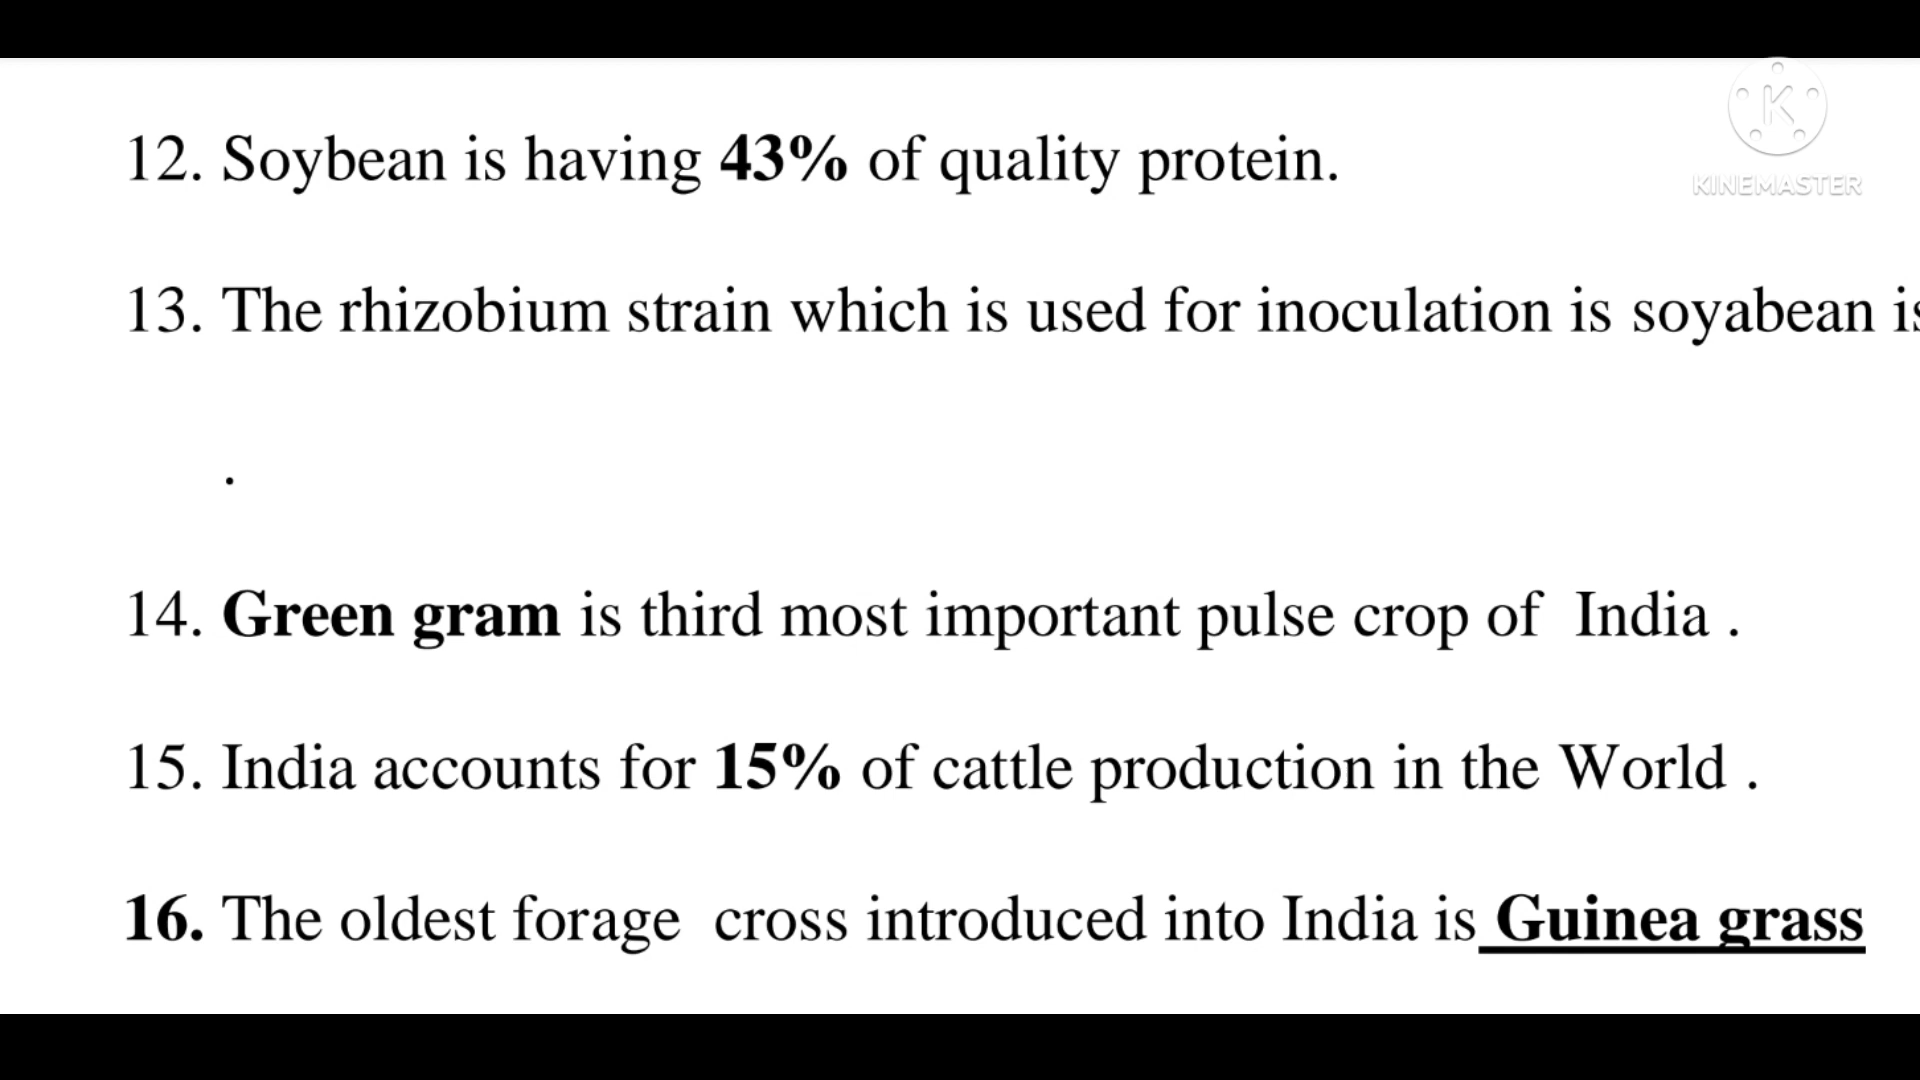 KINEMASTER
12. Soybean is having 43% of quality protein.
13. The rhizobium strain which is used for inoculation is soyabean is
.
14. Green gram is third most important pulse crop of  India .
15. India accounts for 15% of cattle production in the World .
16. The oldest forage  cross introduced into India is Guinea grass